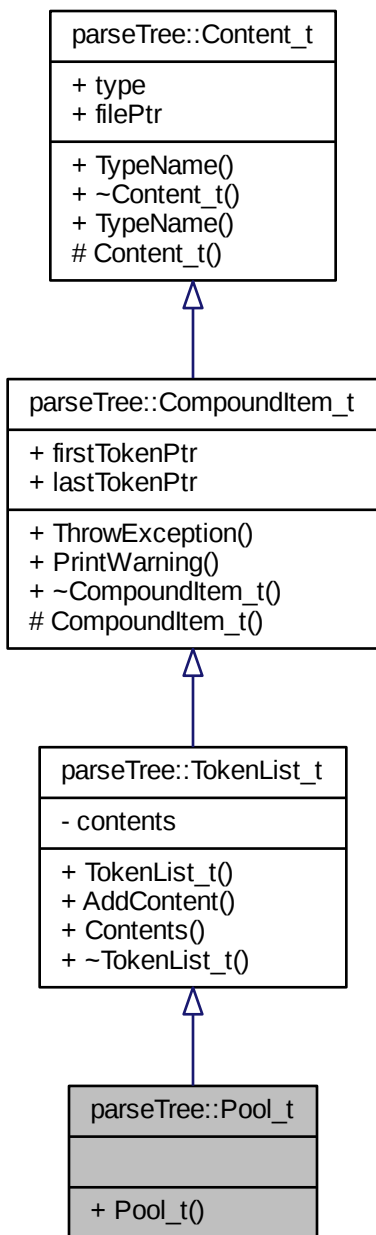 parseTree::Content_t
+ type
+ filePtr
+ TypeName()
+ ~Content_t()
+ TypeName()
# Content_t()
parseTree::CompoundItem_t
+ firstTokenPtr
+ lastTokenPtr
+ ThrowException()
+ PrintWarning()
+ ~CompoundItem_t()
# CompoundItem_t()
parseTree::TokenList_t
- contents
+ TokenList_t()
+ AddContent()
+ Contents()
+ ~TokenList_t()
parseTree::Pool_t
+ Pool_t()